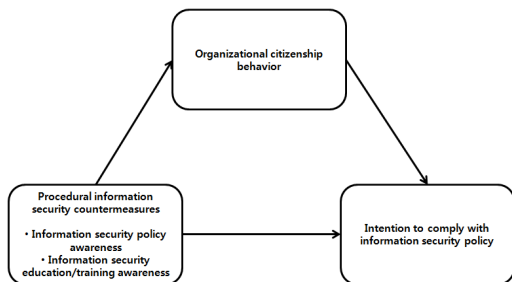 Organizational citizenship
behavior
Procedural information
security countermeasures
• Information security policy
awareness
• Information security
education/training awareness
Intention to comply with
information security policy